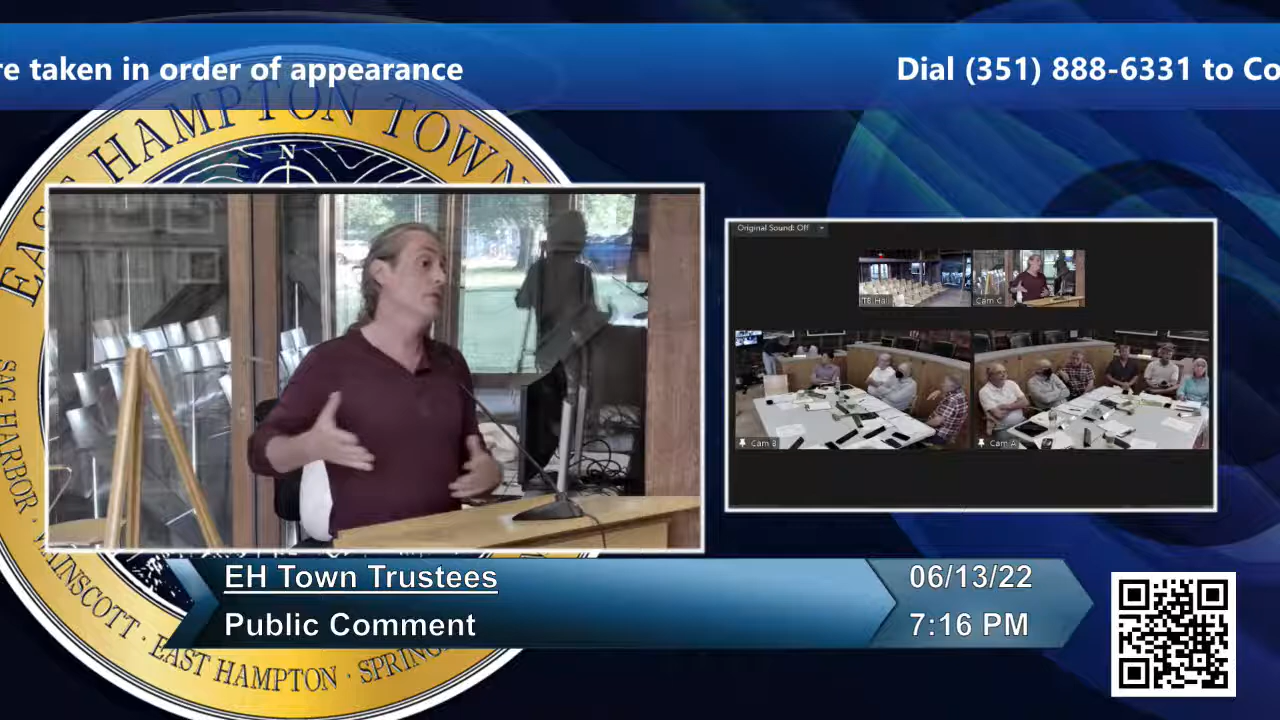 re taken in order of appearance
Dial (351) 888-6331 to Co
EAST HAMPTON TOWN
N
Original Sound: Off
TB Hall
Cam C
Cam B
Cam A
EH Town Trustees
06/13/22
Public Comment
7:16 PM
SAG HARBOR · WAINSCOTT · EAST HAMPTON · SPRING